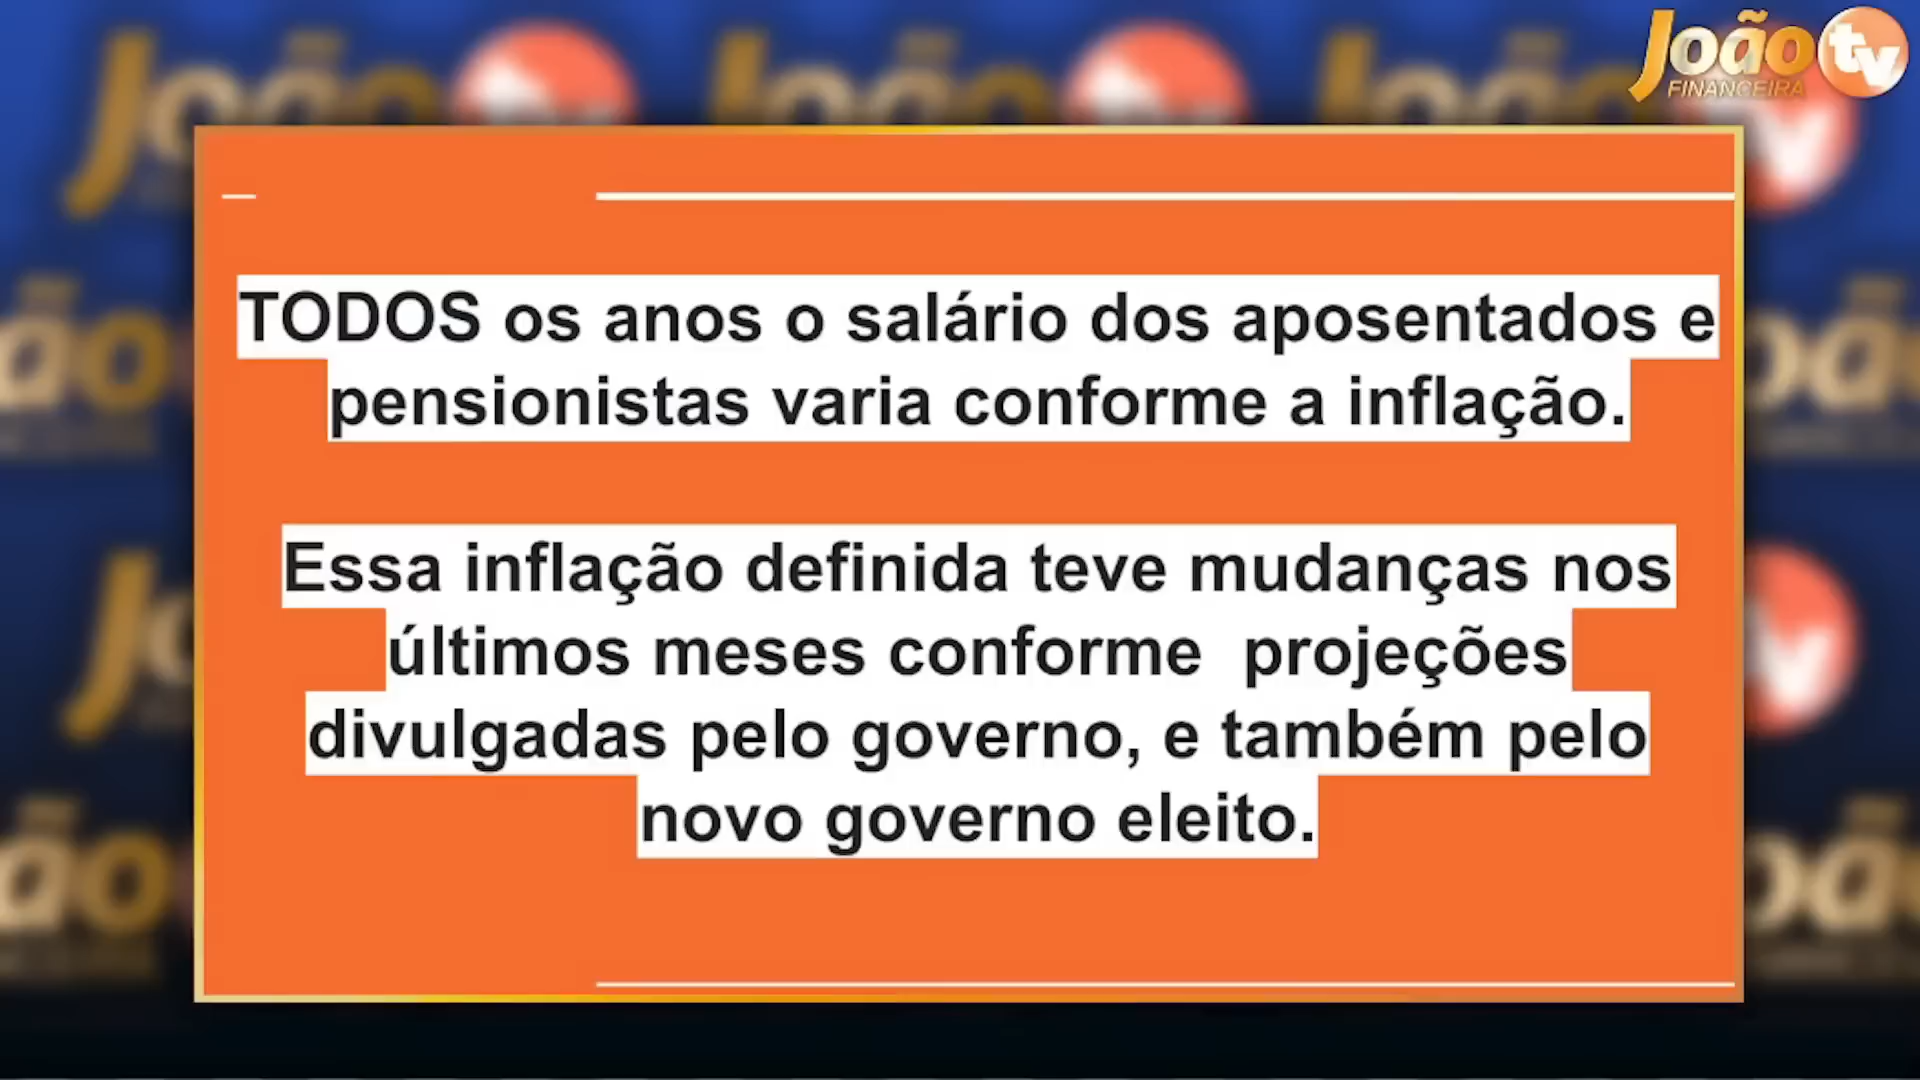 João tv
FINANCEIRA
TODOS os anos o salário dos aposentados e
pensionistas varia conforme a inflação.
Essa inflação definida teve mudanças nos
últimos meses conforme  projeções
divulgadas pelo governo, e também pelo
novo governo eleito.